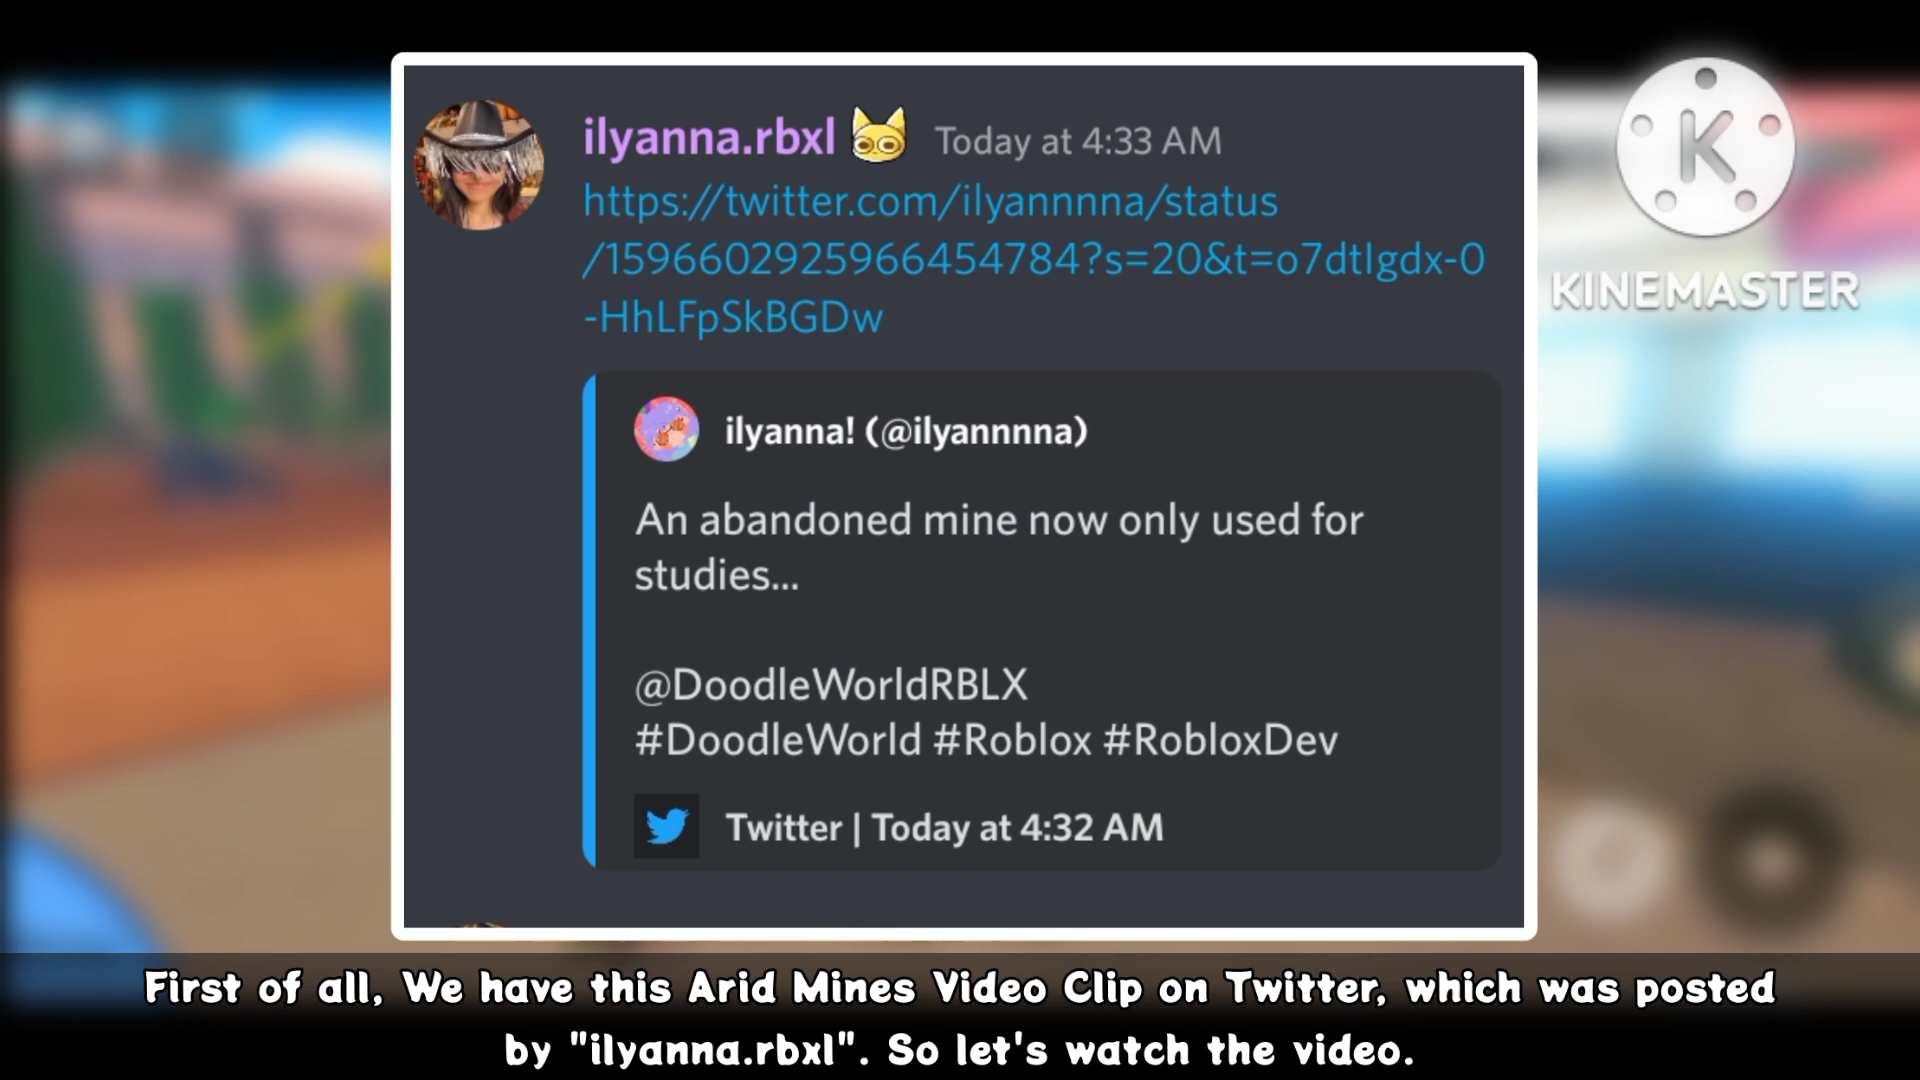 ilyanna.rbxl Today at 4:33 AM
https://twitter.com/ilyannnna/status
/1596602925966454784?s=20&t=o7dtIgdx-0
-HhLFpSkBGDw
ilyanna! (@ilyannnna)
An abandoned mine now only used for
studies...
@DoodleWorldRBLX
#DoodleWorld #Roblox #RobloxDev
Twitter | Today at 4:32 AM
K
KINEMASTER
First of all, We have this Arid Mines Video Clip on Twitter, which was posted
by "ilyanna.rbxl". So let's watch the video.